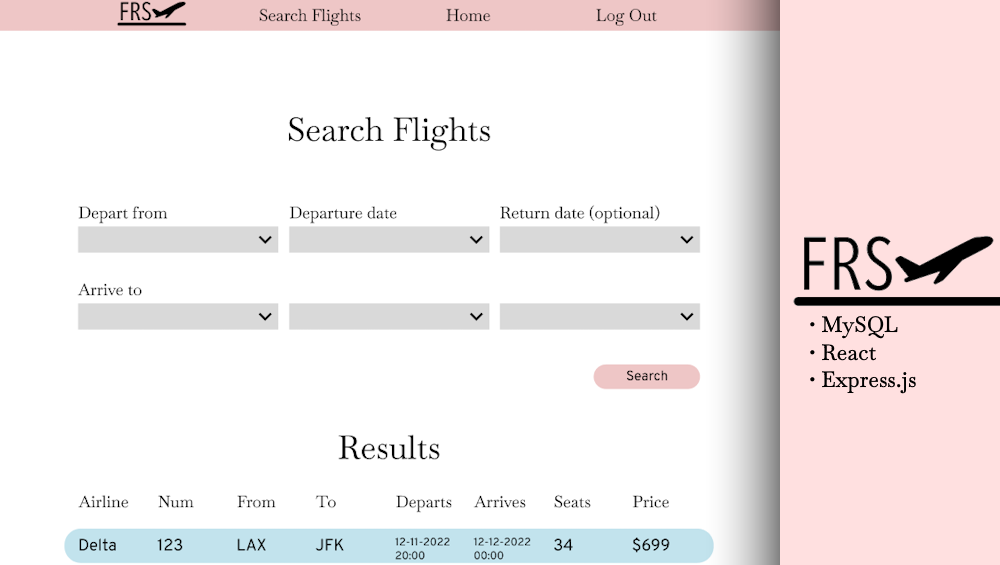 FRS Search Flights Home Log Out
Search Flights
Depart from Departure date Return date (optional)
Arrive to
Search
Results
Airline Num From To Departs Arrives Seats Price
Delta 123 LAX JFK 12-11-2022 12-12-2022 34 $699
20:00 00:00
FRS
• MySQL
• React
• Express.js